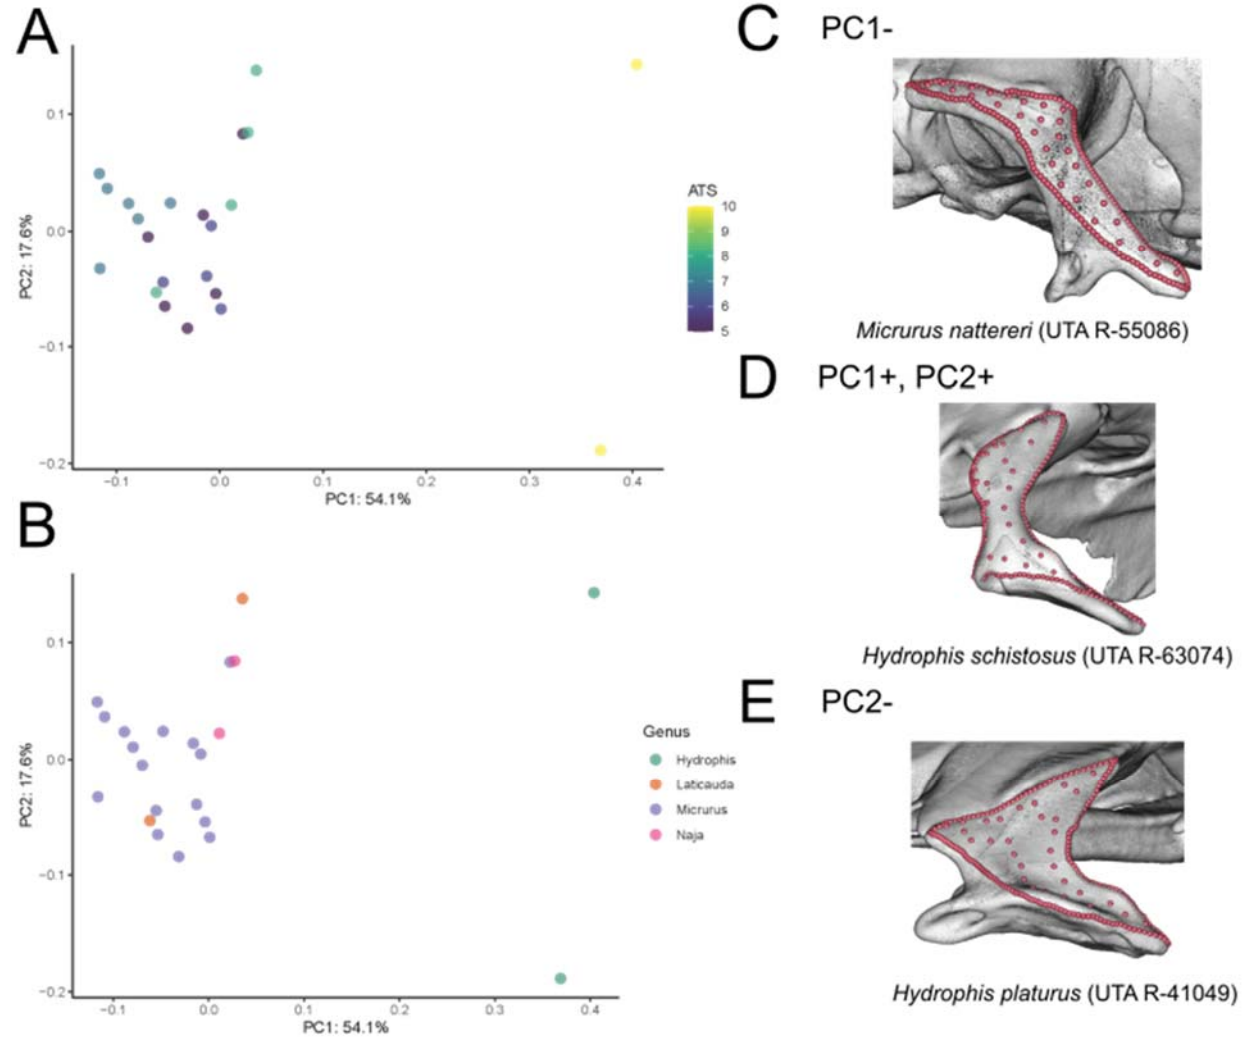 A
0.1
0.0
−0.1
−0.2
PC2: 17.6%
−0.1
0.0
0.1
0.2
0.3
0.4
PC1: 54.1%
ATS
10
9
8
7
6
5
B
0.1
0.0
−0.1
−0.2
PC2: 17.6%
−0.1
0.0
0.1
0.2
0.3
0.4
PC1: 54.1%
Genus
Hydrophis
Laticauda
Micrurus
Naja
C
PC1-
Micrurus nattereri (UTA R-55086)
D
PC1+, PC2+
Hydrophis schistosus (UTA R-63074)
E
PC2-
Hydrophis platurus (UTA R-41049)